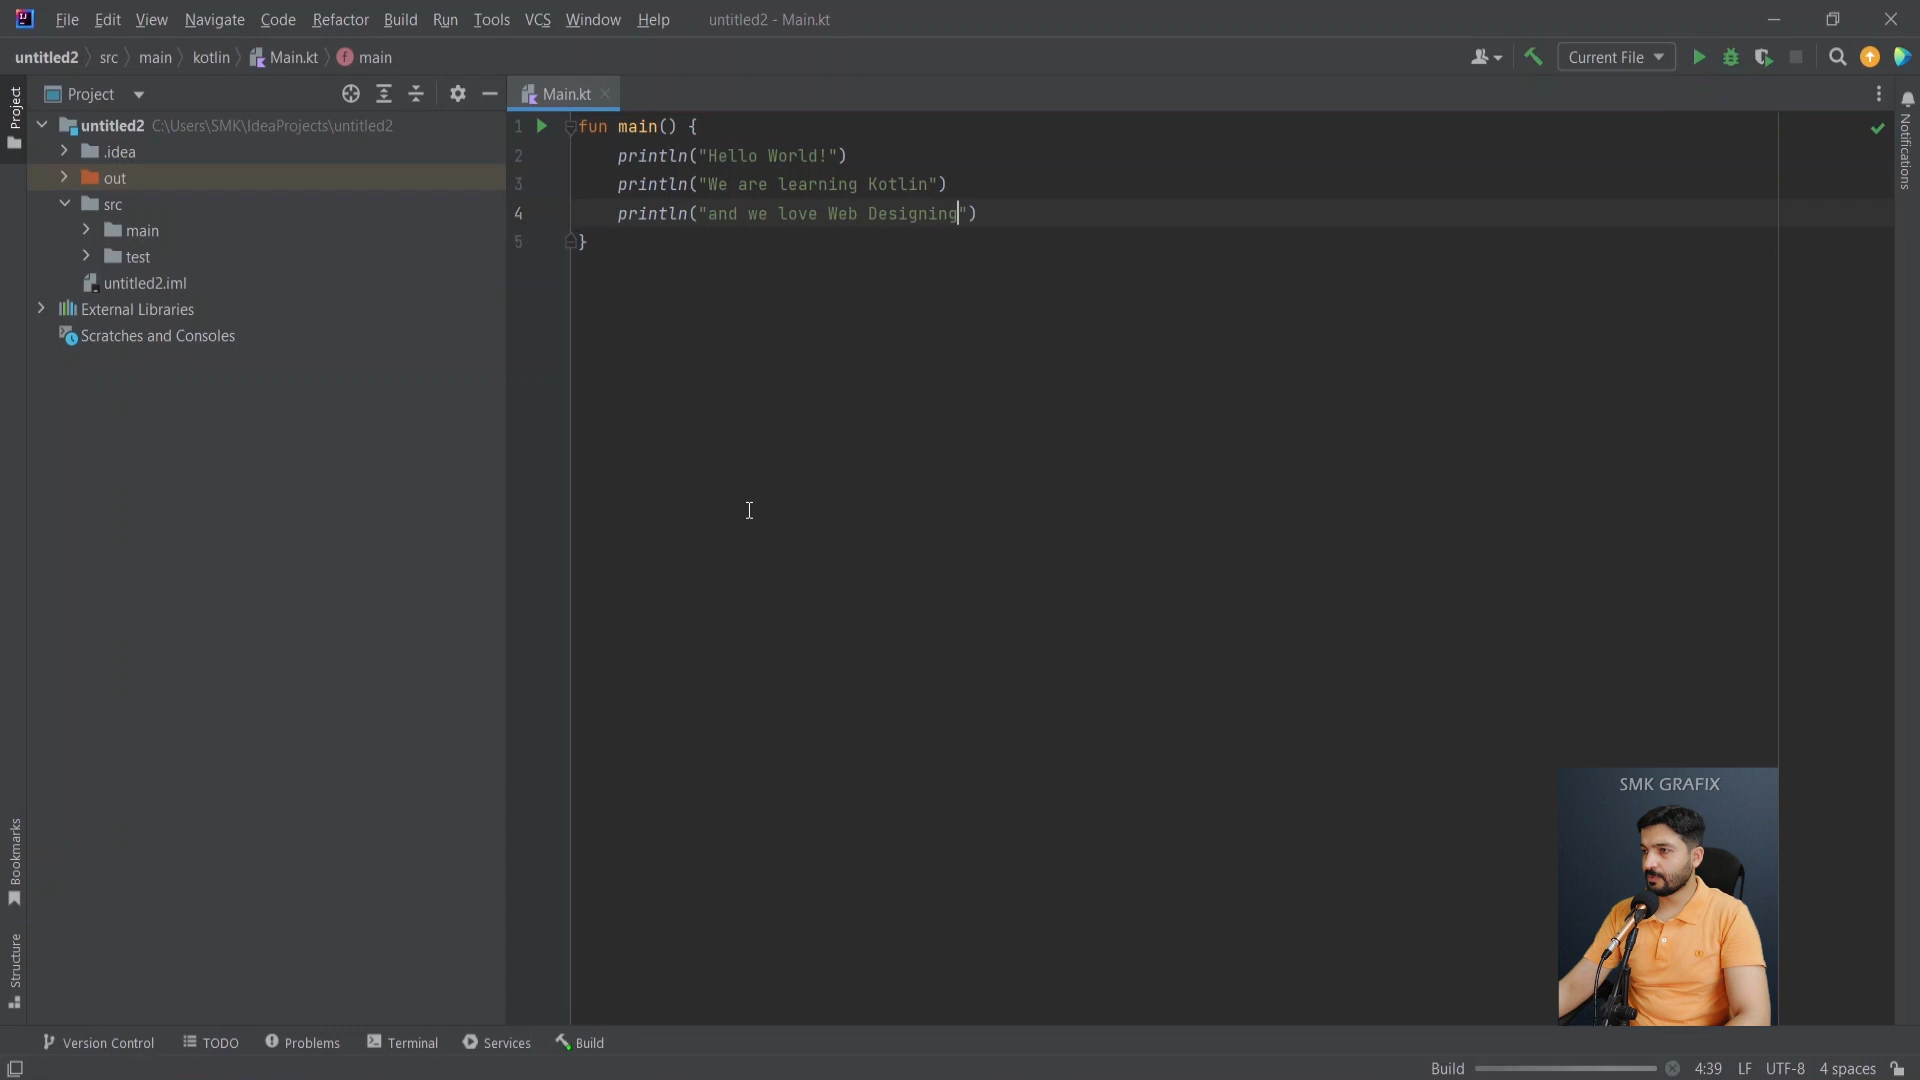 File Edit View Navigate Code Refactor Build Run Tools VCS Window Help untitled2 - Main.kt
untitled2 src main kotlin Main.kt main
Current File
Project
Main.kt
Project
untitled2 C:\Users\SMK\IdeaProjects\untitled2
.idea
out
src
main
test
untitled2.iml
External Libraries
Scratches and Consoles
1 fun main() {
2 println("Hello World!")
3 println("We are learning Kotlin")
4 println("and we love Web Designing")
5 }
Notifications
SMK GRAFIX
Bookmarks
Structure
Version Control TODO Problems Terminal Services Build
Build 4:39 LF UTF-8 4 spaces